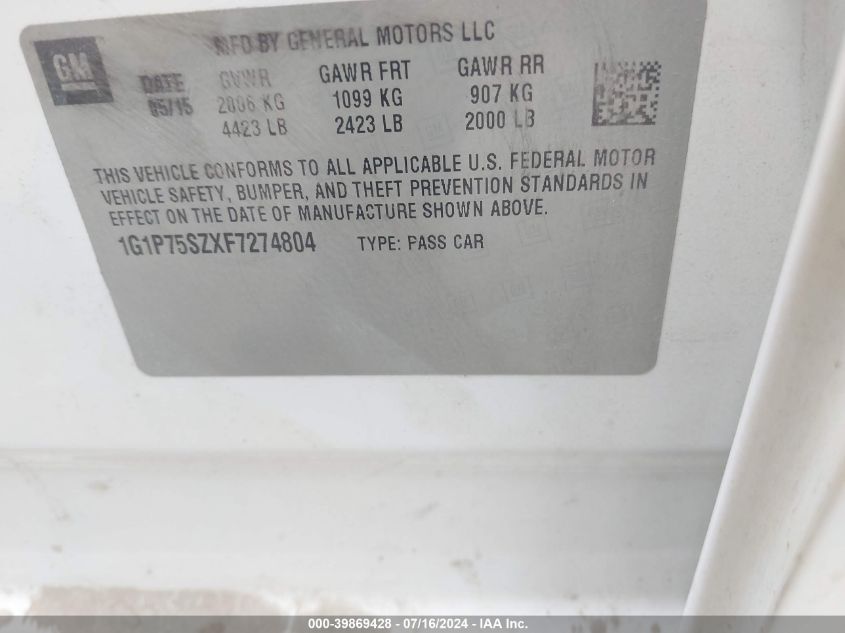 GM
MFD BY GENERAL MOTORS LLC
DATE GVWR GAWR FRT GAWR RR
05/15 2006 KG 1099 KG 907 KG
4423 LB 2423 LB 2000 LB
THIS VEHICLE CONFORMS TO ALL APPLICABLE U.S. FEDERAL MOTOR
VEHICLE SAFETY, BUMPER, AND THEFT PREVENTION STANDARDS IN
EFFECT ON THE DATE OF MANUFACTURE SHOWN ABOVE.
1G1P75SZXF7274804 TYPE: PASS CAR
000-39869428 - 07/16/2024 - IAA Inc.